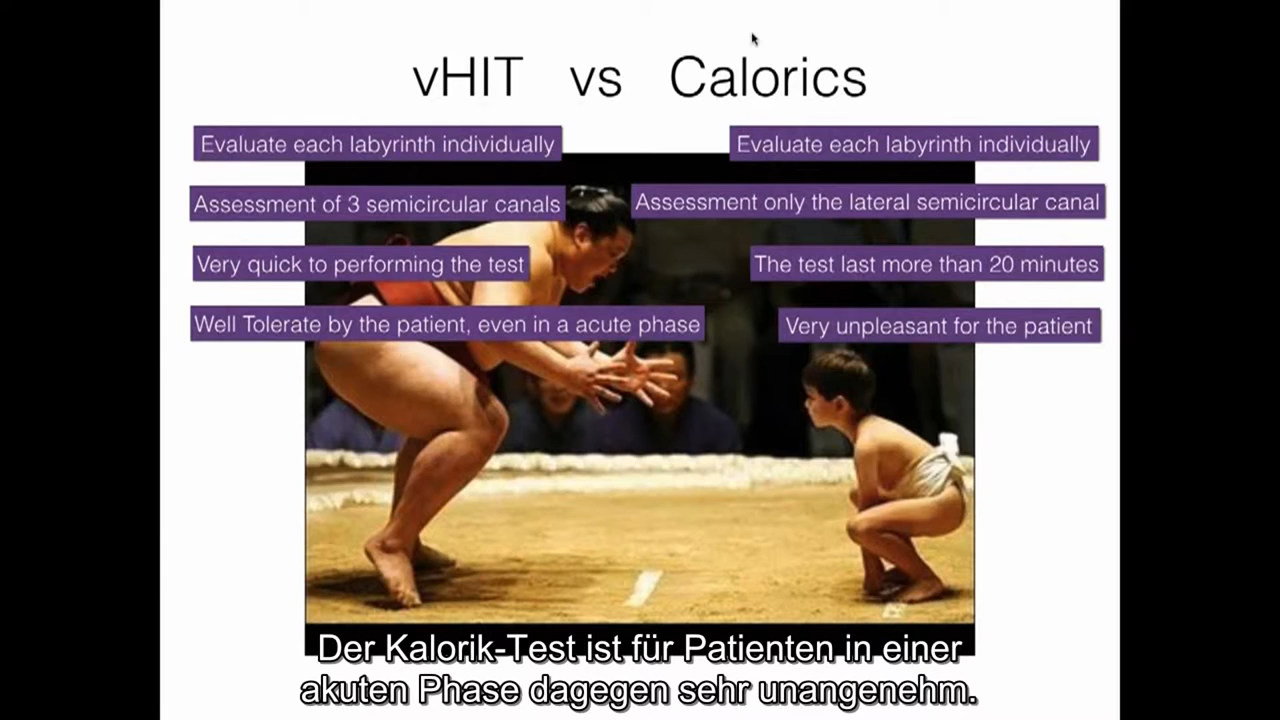 vHIT vs Calorics
Evaluate each labyrinth individually
Evaluate each labyrinth individually
Assessment of 3 semicircular canals
Assessment only the lateral semicircular canal
Very quick to performing the test
The test last more than 20 minutes
Well Tolerate by the patient, even in a acute phase
Very unpleasant for the patient
Der Kalorik-Test ist für Patienten in einer
akuten Phase dagegen sehr unangenehm.